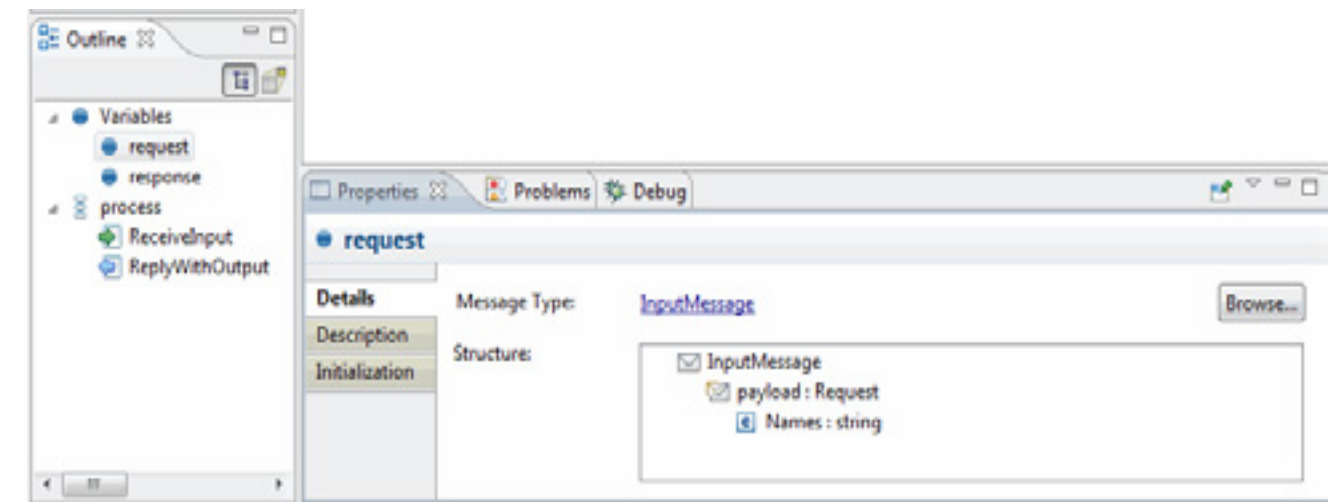 Outline
Variables
request
response
process
ReceiveInput
ReplyWithOutput
Properties
Problems
Debug
request
Details
Description
Initialization
Message Type:
InputMessage
Browse...
Structure:
InputMessage
payload : Request
Names : string